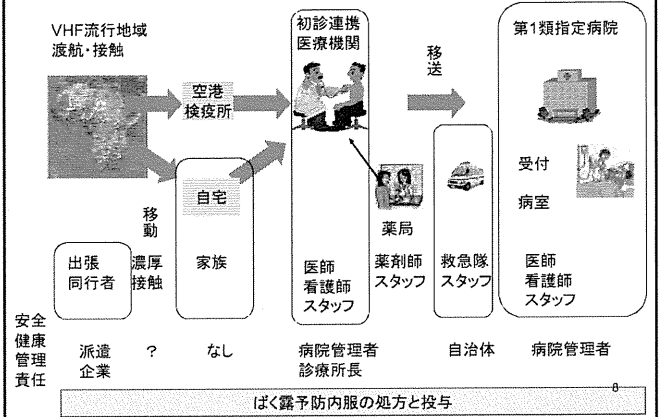 VHF流行地域
渡航・接触
初診連携
医療機関
移送
第1類指定病院
空港
検疫所
自宅
移動
薬局
受付
病室
出張
同行者
濃厚
接触
家族
医師
看護師
スタッフ
薬剤師
スタッフ
救急隊
スタッフ
医師
看護師
スタッフ
安全
健康
管理
責任
派遣
企業
?
なし
病院管理者
診療所長
自治体
病院管理者
8
ばく露予防内服の処方と投与